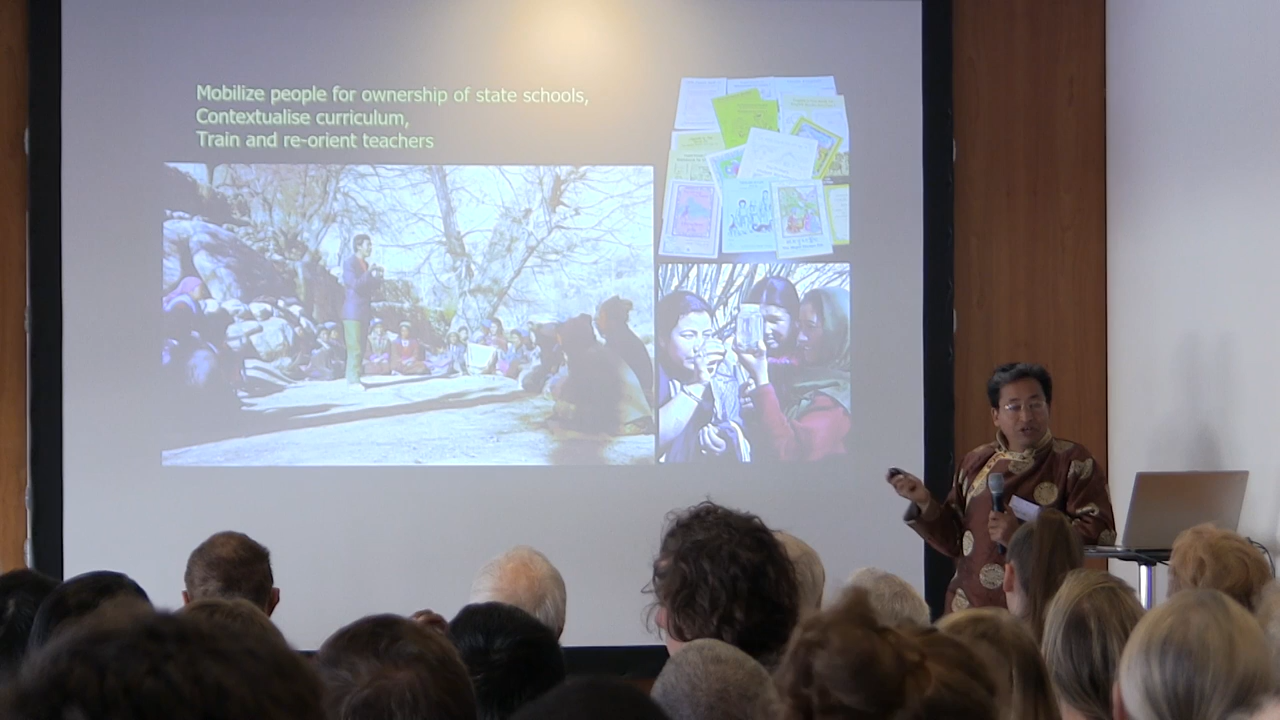 Mobilize people for ownership of state schools,
Contextualise curriculum,
Train and re-orient teachers